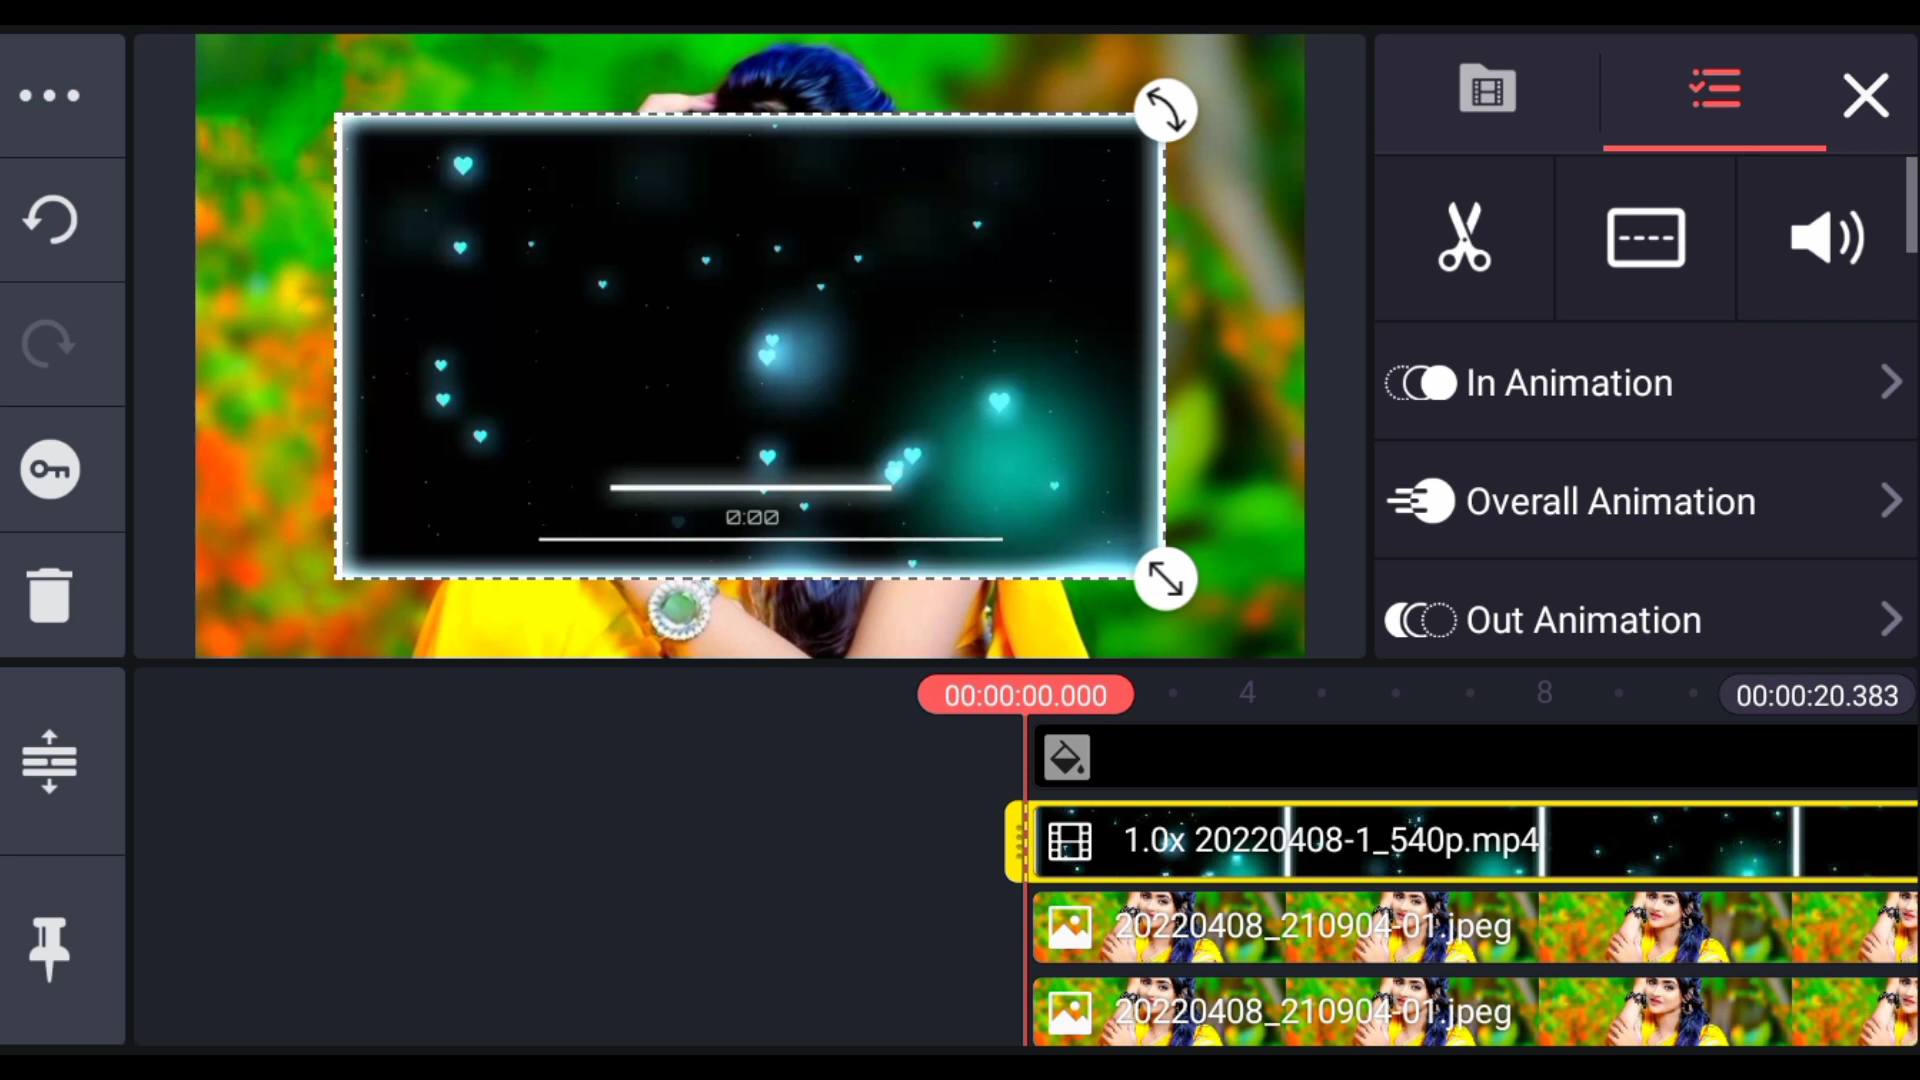 0:00
In Animation
Overall Animation
Out Animation
00:00:00.000
4
8
00:00:20.383
1.0x 20220408-1_540p.mp4
20220408_210904-01.jpeg
20220408_210904-01.jpeg